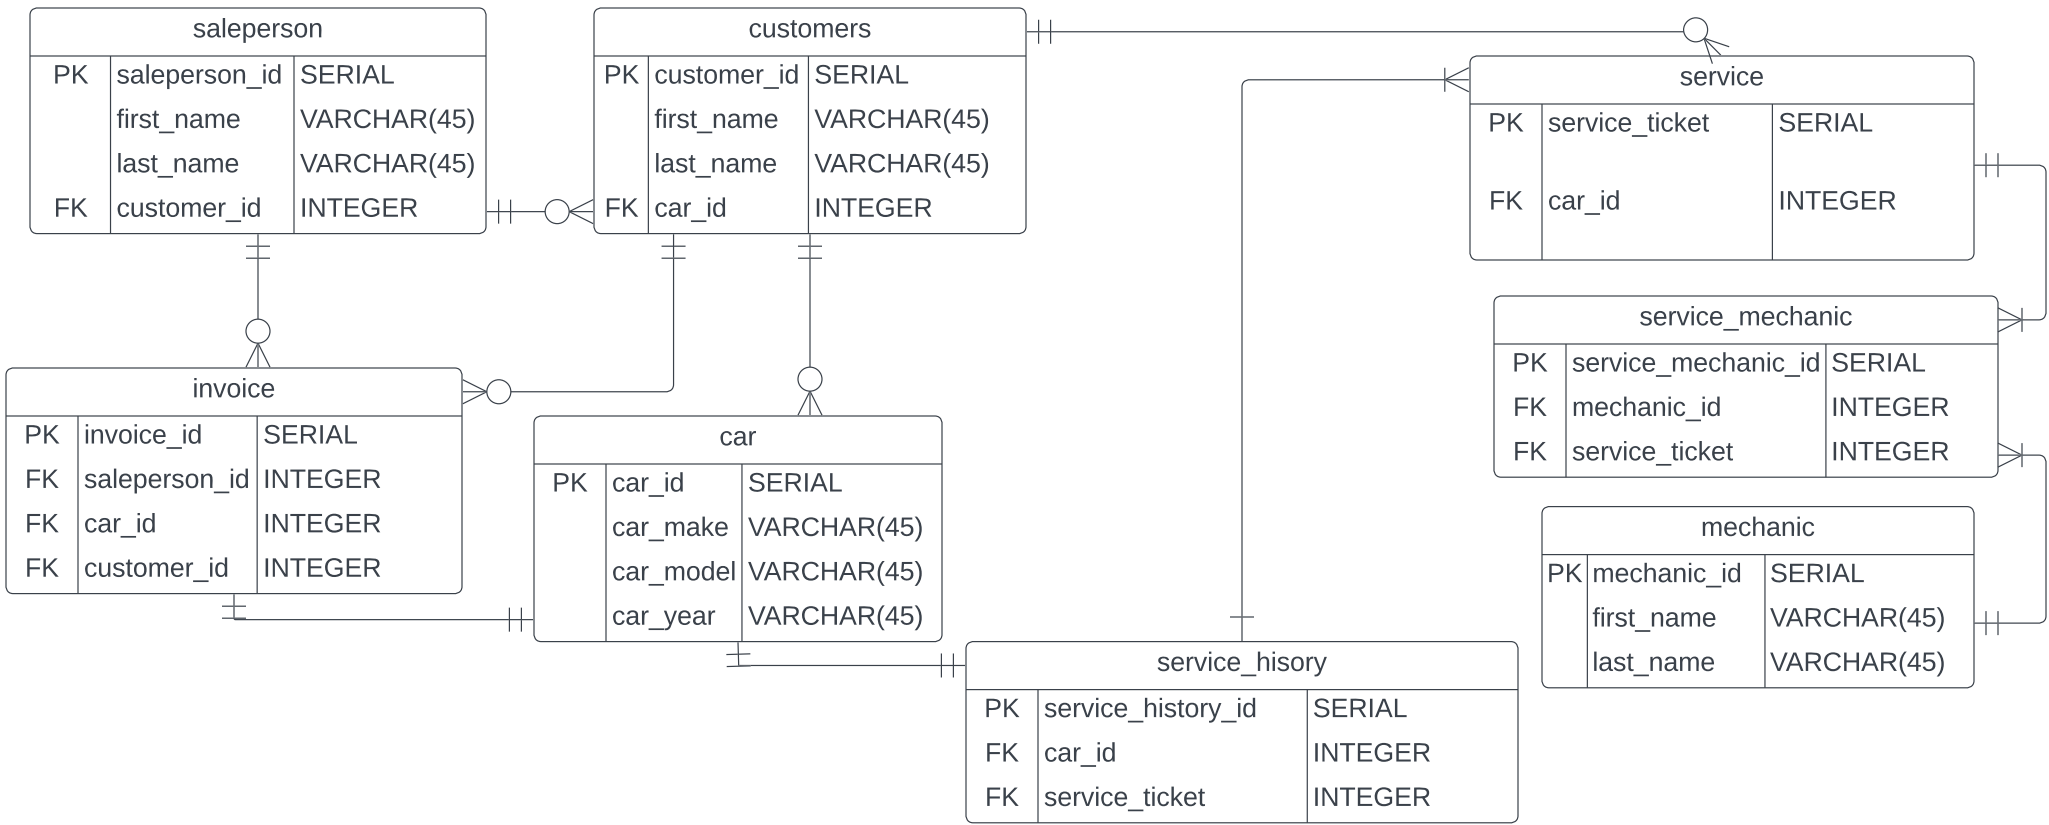 saleperson
PK saleperson_id SERIAL
first_name VARCHAR(45)
last_name VARCHAR(45)
FK customer_id INTEGER
customers
PK customer_id SERIAL
first_name VARCHAR(45)
last_name VARCHAR(45)
FK car_id INTEGER
service
PK service_ticket SERIAL
FK car_id INTEGER
service_mechanic
PK service_mechanic_id SERIAL
FK mechanic_id INTEGER
FK service_ticket INTEGER
invoice
PK invoice_id SERIAL
FK saleperson_id INTEGER
FK car_id INTEGER
FK customer_id INTEGER
car
PK car_id SERIAL
car_make VARCHAR(45)
car_model VARCHAR(45)
car_year VARCHAR(45)
mechanic
PK mechanic_id SERIAL
first_name VARCHAR(45)
last_name VARCHAR(45)
service_hisory
PK service_history_id SERIAL
FK car_id INTEGER
FK service_ticket INTEGER